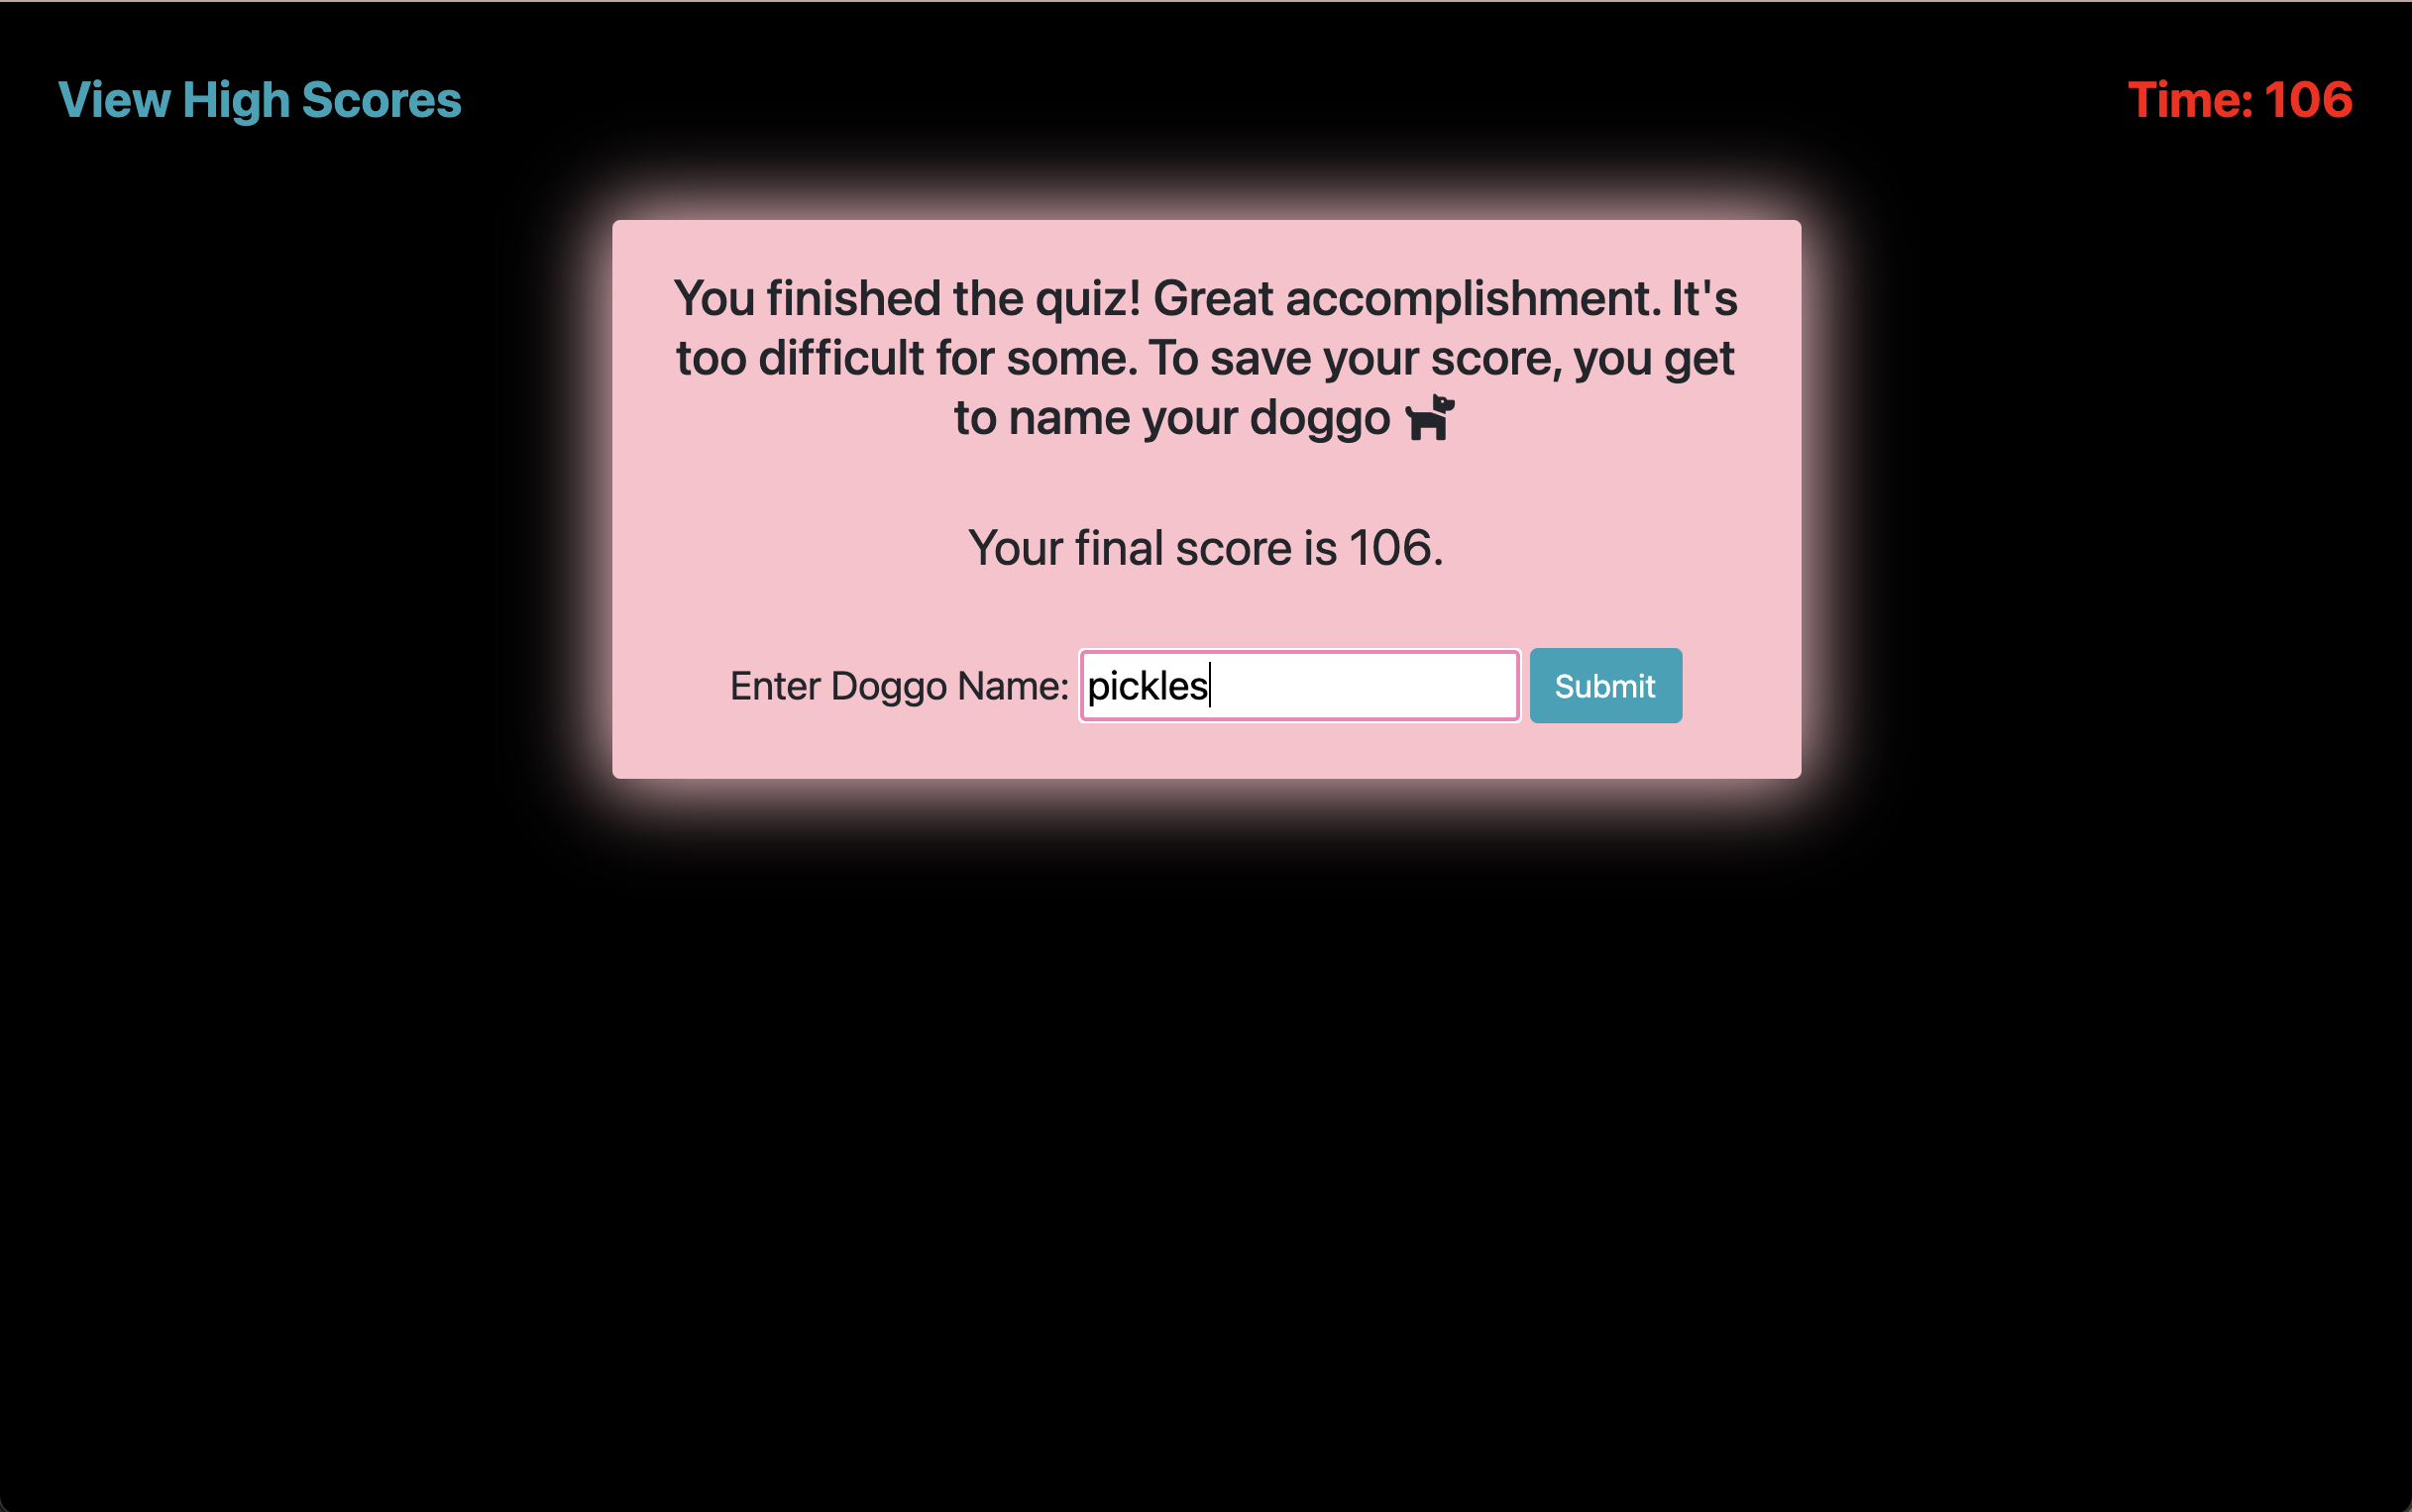 View High Scores
Time: 106
You finished the quiz! Great accomplishment. It's
too difficult for some. To save your score, you get
to name your doggo
Your final score is 106.
Enter Doggo Name: pickles Submit